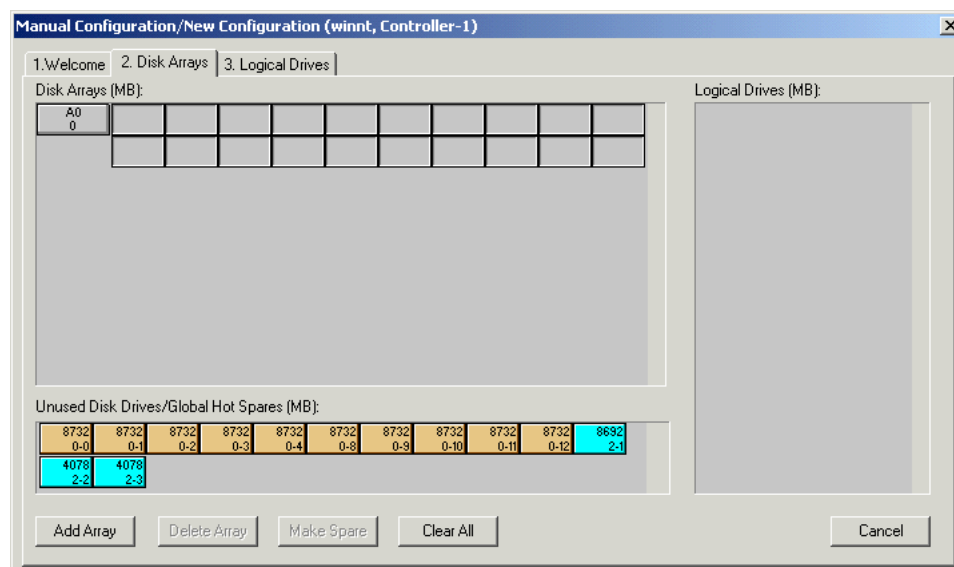 Manual Configuration/New Configuration (winnt, Controller-1)
1.Welcome 2. Disk Arrays 3. Logical Drives
Disk Arrays (MB): Logical Drives (MB):
A0
0
Unused Disk Drives/Global Hot Spares (MB):
8732 8732 8732 8732 8732 8732 8732 8732 8732 8732 8692
0-0 0-1 0-2 0-3 0-4 0-8 0-9 0-10 0-11 0-12 2-1
4078 4078
2-2 2-3
Add Array Delete Array Make Spare Clear All Cancel